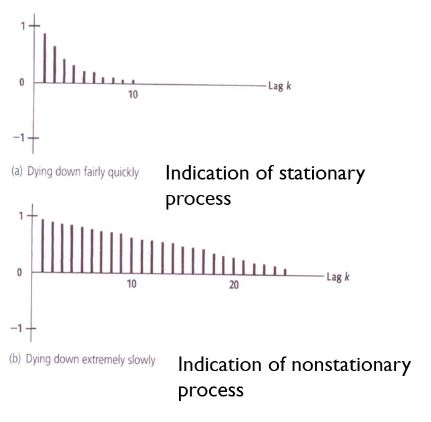 1
0
Lag k
10
−1
(a) Dying down fairly quickly
Indication of stationary
process
1
0
Lag k
10
20
−1
(b) Dying down extremely slowly
Indication of nonstationary
process